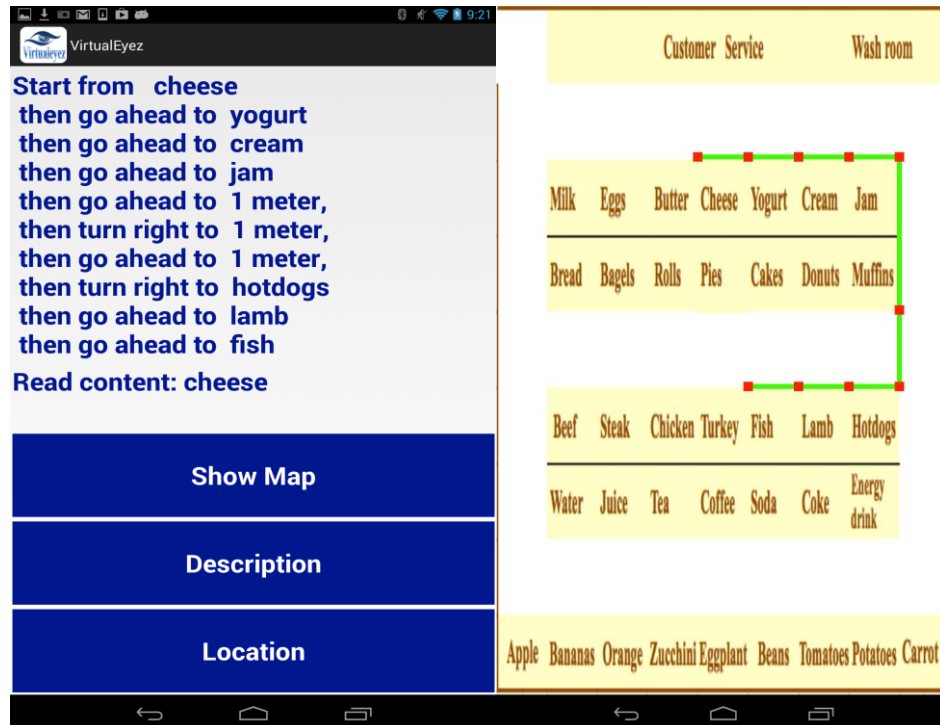 9:21
Virtualeyez VirtualEyez
Start from cheese
then go ahead to yogurt
then go ahead to cream
then go ahead to jam
then go ahead to 1 meter,
then turn right to 1 meter,
then go ahead to 1 meter,
then turn right to hotdogs
then go ahead to lamb
then go ahead to fish
Read content: cheese
Show Map
Description
Location
Customer Service Wash room
Milk Eggs Butter Cheese Yogurt Cream Jam
Bread Bagels Rolls Pies Cakes Donuts Muffins
Beef Steak Chicken Turkey Fish Lamb Hotdogs
Water Juice Tea Coffee Soda Coke Energy drink
Apple Bananas Orange Zucchini Eggplant Beans Tomatoes Potatoes Carrot